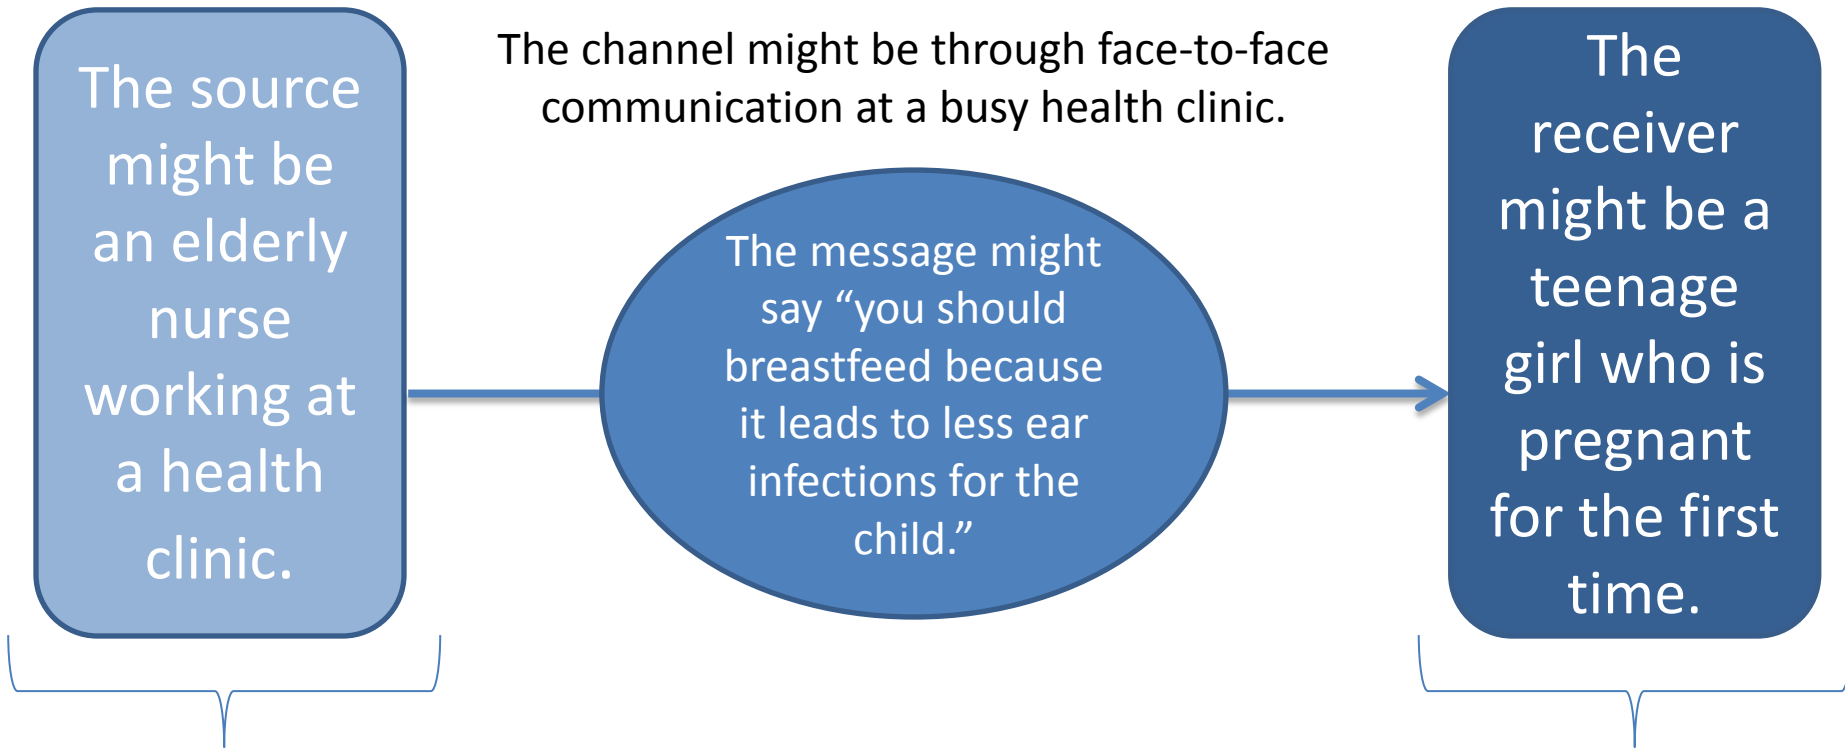 The source
might be
an elderly
nurse
working at
a health
clinic.
The channel might be through face-to-face
communication at a busy health clinic.
The message might
say “you should
breastfeed because
it leads to less ear
infections for the
child.”
The
receiver
might be a
teenage
girl who is
pregnant
for the first
time.